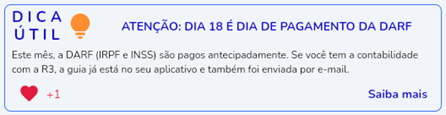 DICA
ÚTIL
ATENÇÃO: DIA 18 É DIA DE PAGAMENTO DA DARF
Este mês, a DARF (IRPF e INSS) são pagos antecipadamente. Se você tem a contabilidade
com a R3, a guia já está no seu aplicativo e também foi enviada por e-mail.
+1
Saiba mais